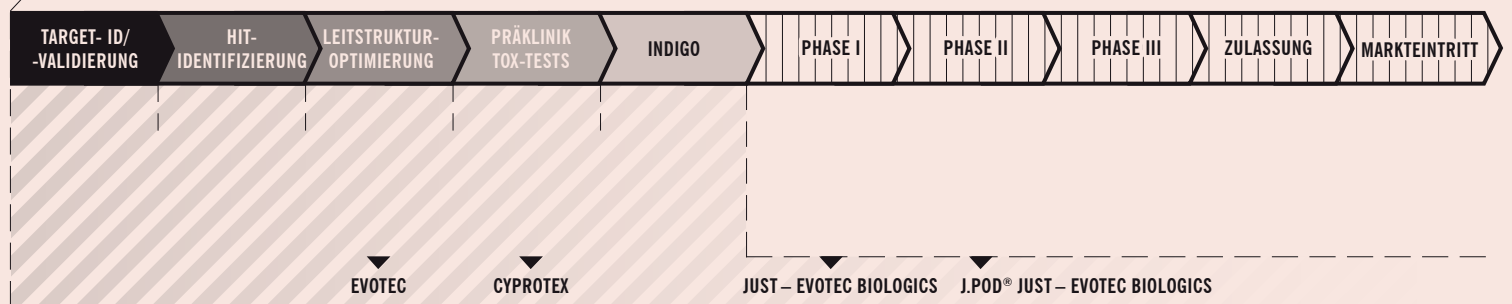 TARGET- ID/
-VALIDIERUNG
HIT-
IDENTIFIZIERUNG
LEITSTRUKTUR-
OPTIMIERUNG
PRÄKLINIK
TOX-TESTS
INDIGO
PHASE I
PHASE II
PHASE III
ZULASSUNG
MARKTEINTRITT
EVOTEC
CYPROTEX
JUST – EVOTEC BIOLOGICS
J.POD® JUST – EVOTEC BIOLOGICS